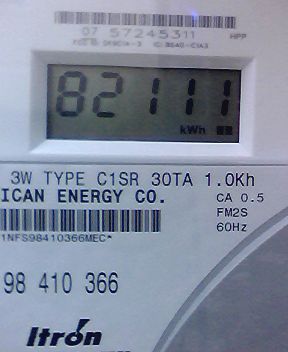 07 57245311
HPP
82111
kWh
3W TYPE C1SR 30TA 1.0Kh
ICAN ENERGY CO.
CA 0.5
FM2S
60Hz
1NFS98410366MEC*
98 410 366
Itron